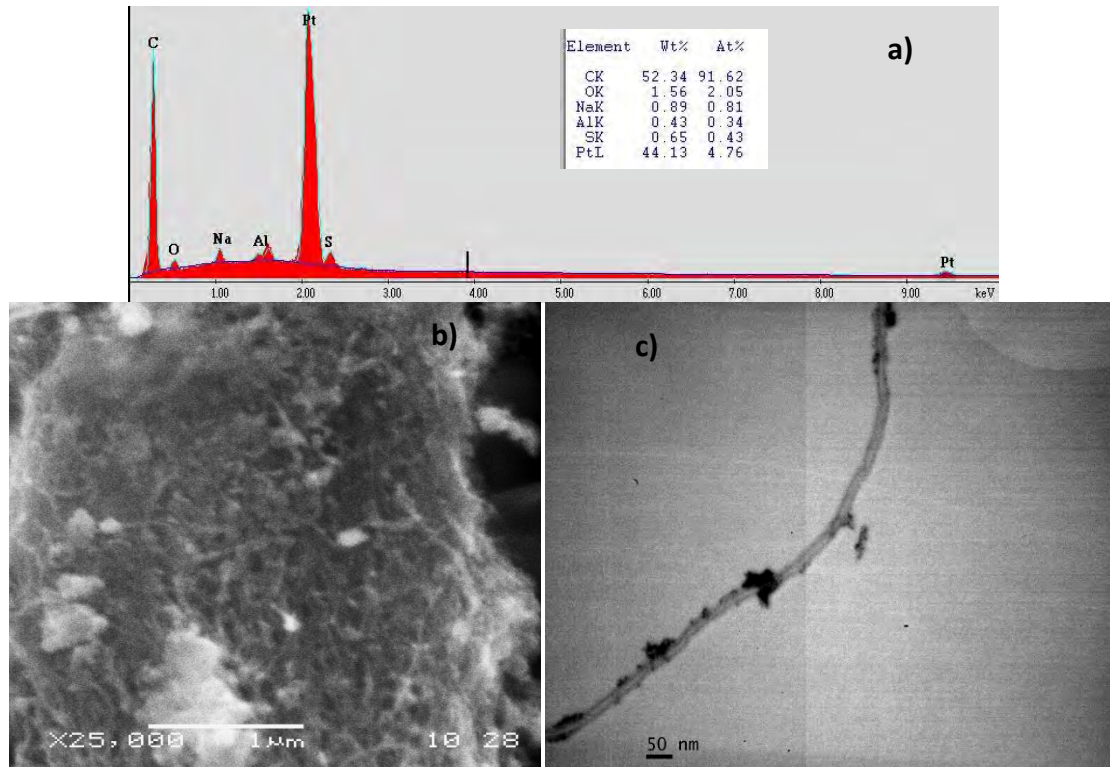 Pt
C
a)
Element Wt% At%
CK 52.34 91.62
OK 1.56 2.05
NaK 0.89 0.81
AlK 0.43 0.34
SK 0.65 0.43
PtL 44.13 4.76
O
Na
Al
S
Pt
1.00 2.00 3.00 4.00 5.00 6.00 7.00 8.00 9.00 keV
b)
c)
X25,000 1μm 10 28
50 nm